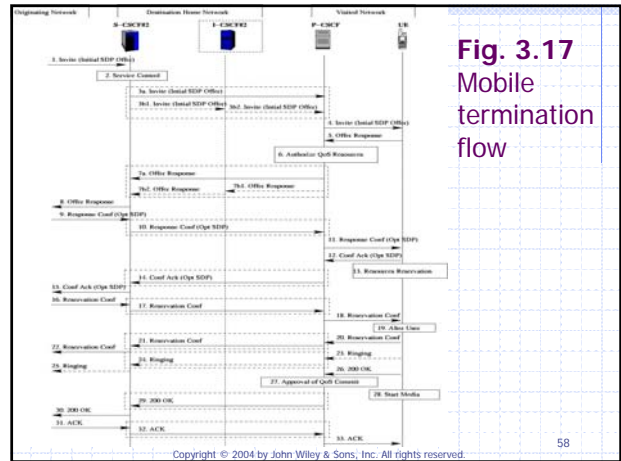 Originating Network
Destination Home Network
Visited Network
S-CSCF#2
I-CSCF#2
P-CSCF
UE
1. Invite (Initial SDP Offer)
2. Service Control
3a. Invite (Initial SDP Offer)
3b1. Invite (Initial SDP Offer)
3b2. Invite (Initial SDP Offer)
4. Invite (Initial SDP Offer)
5. Offer Response
6. Authorize QoS Resources
7a. Offer Response
7b1. Offer Response
7b2. Offer Response
8. Offer Response
9. Response Conf (Opt SDP)
10. Response Conf (Opt SDP)
11. Response Conf (Opt SDP)
12. Conf Ack (Opt SDP)
13. Resource Reservation
14. Conf Ack (Opt SDP)
15. Conf Ack (Opt SDP)
16. Reservation Conf
17. Reservation Conf
18. Reservation Conf
19. Alert User
20. Reservation Conf
21. Reservation Conf
22. Reservation Conf
23. Ringing
24. Ringing
25. Ringing
26. 200 OK
27. Approval of QoS Commit
28. Start Media
29. 200 OK
30. 200 OK
31. ACK
32. ACK
33. ACK
Fig. 3.17
Mobile
termination
flow
58
Copyright © 2004 by John Wiley & Sons, Inc. All rights reserved.